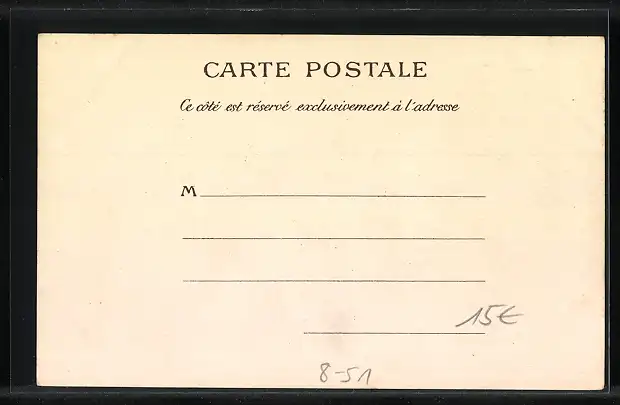 CARTE POSTALE
Ce côté est réservé exclusivement à l'adresse
M
15€
8-51